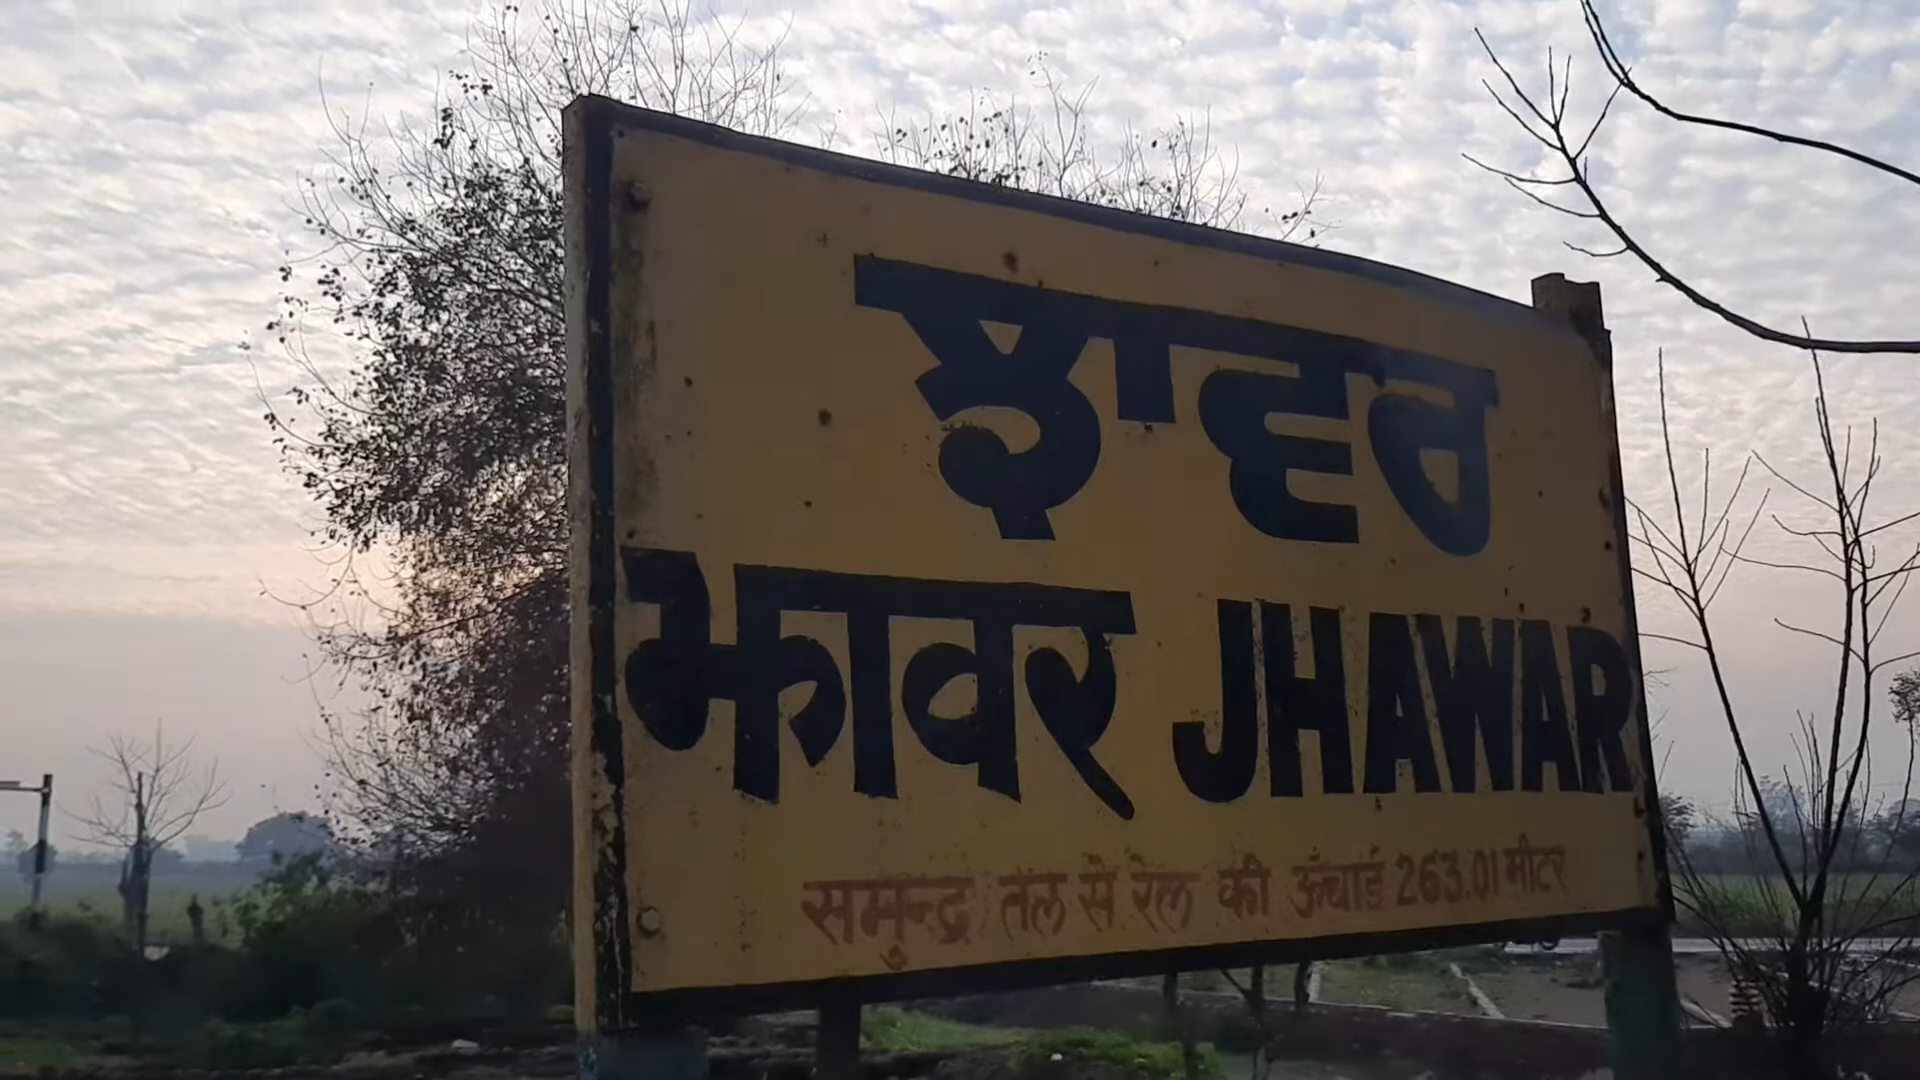 ਝਾਵਰ
झावर JHAWAR
समुन्द्र तल से रेल की ऊंचाई 263.01 मीटर